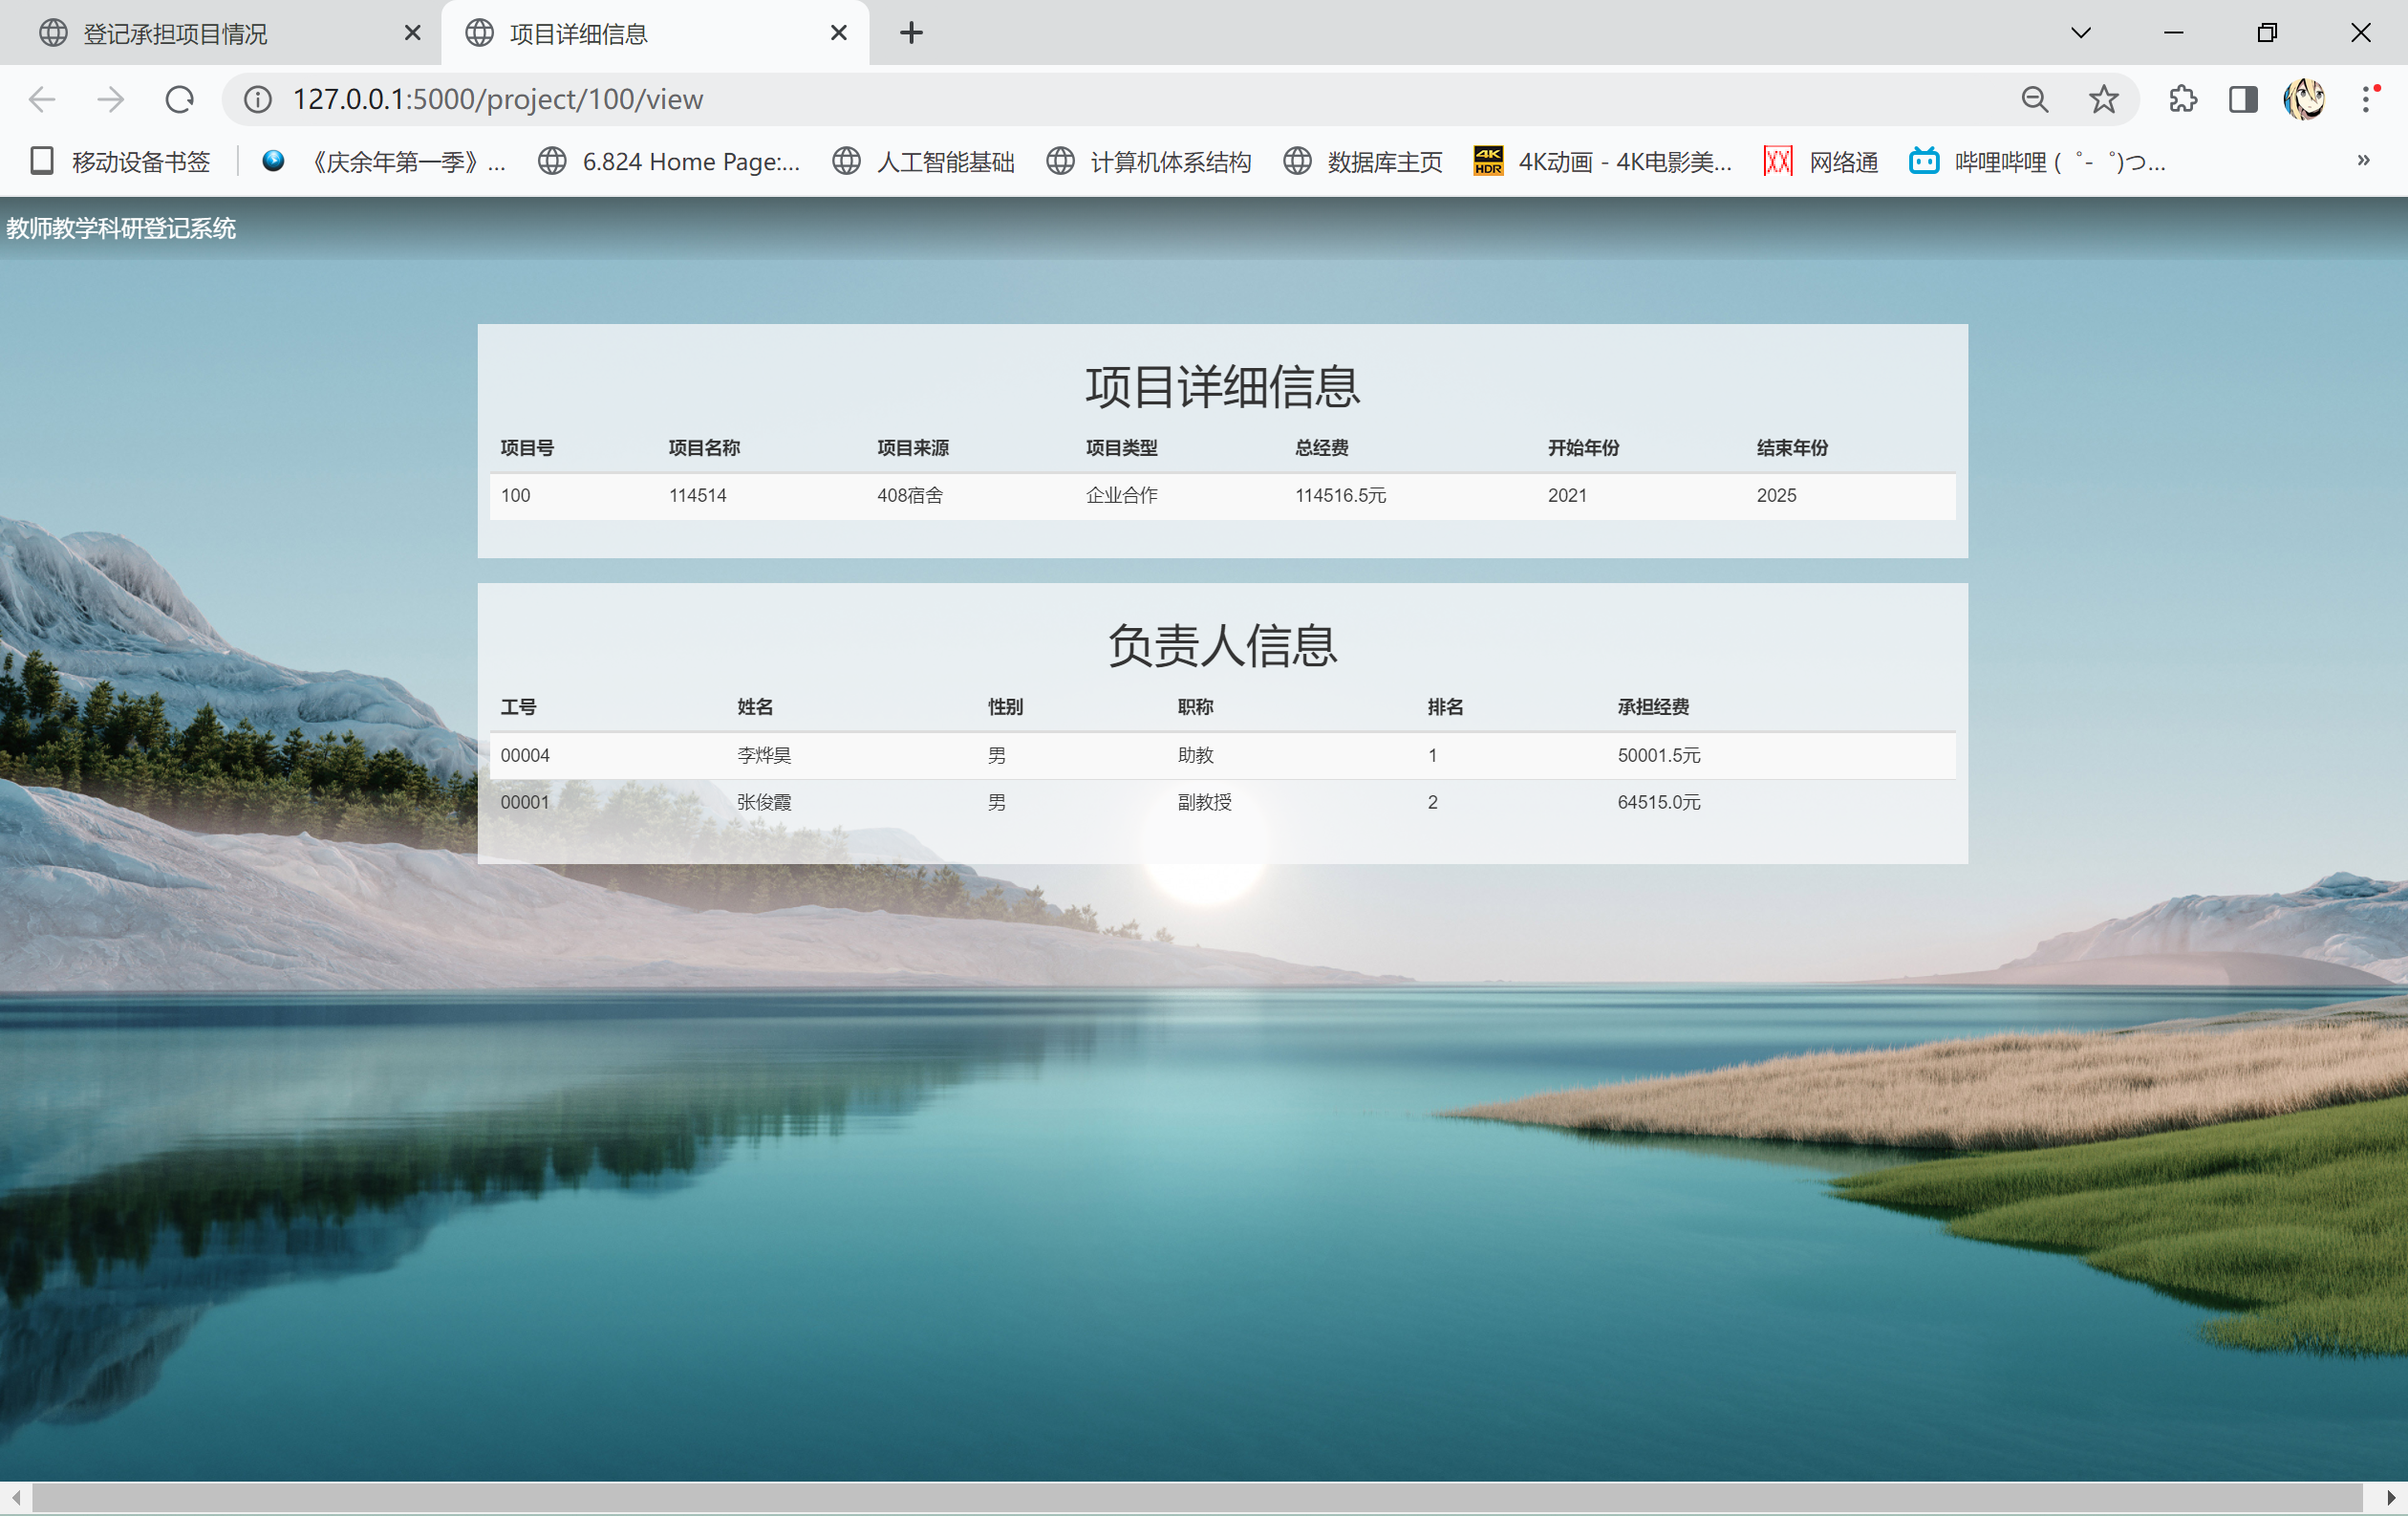 登记承担项目情况
项目详细信息
127.0.0.1:5000/project/100/view
移动设备书签 《庆余年第一季》... 6.824 Home Page:... 人工智能基础 计算机体系结构 数据库主页 4K HDR 4K动画 - 4K电影美... 网络通 哔哩哔哩 (゜-゜)つ... »
教师教学科研登记系统
项目详细信息
项目号 项目名称 项目来源 项目类型 总经费 开始年份 结束年份
100 114514 408宿舍 企业合作 114516.5元 2021 2025
负责人信息
工号 姓名 性别 职称 排名 承担经费
00004 李烨昊 男 助教 1 50001.5元
00001 张俊霞 男 副教授 2 64515.0元